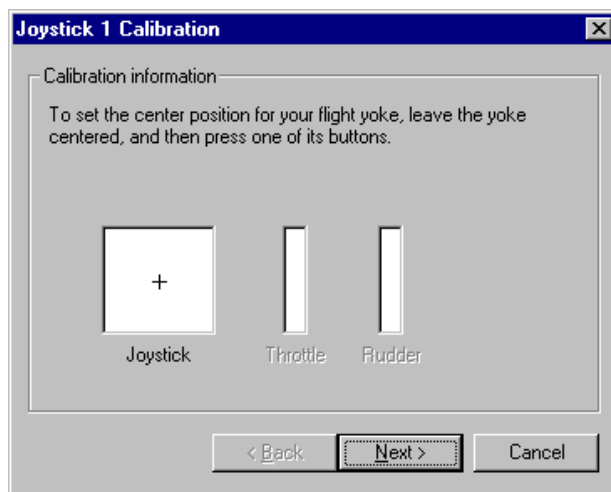 Joystick 1 Calibration
Calibration information
To set the center position for your flight yoke, leave the yoke
centered, and then press one of its buttons.
Joystick Throttle Rudder
< Back Next > Cancel